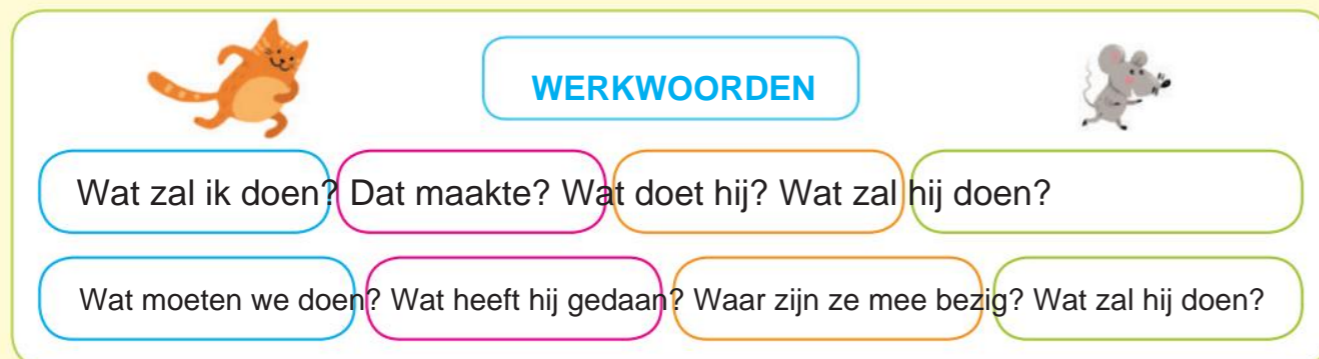 WERKWOORDEN
Wat zal ik doen? Dat maakte? Wat doet hij? Wat zal hij doen?
Wat moeten we doen? Wat heeft hij gedaan? Waar zijn ze mee bezig? Wat zal hij doen?